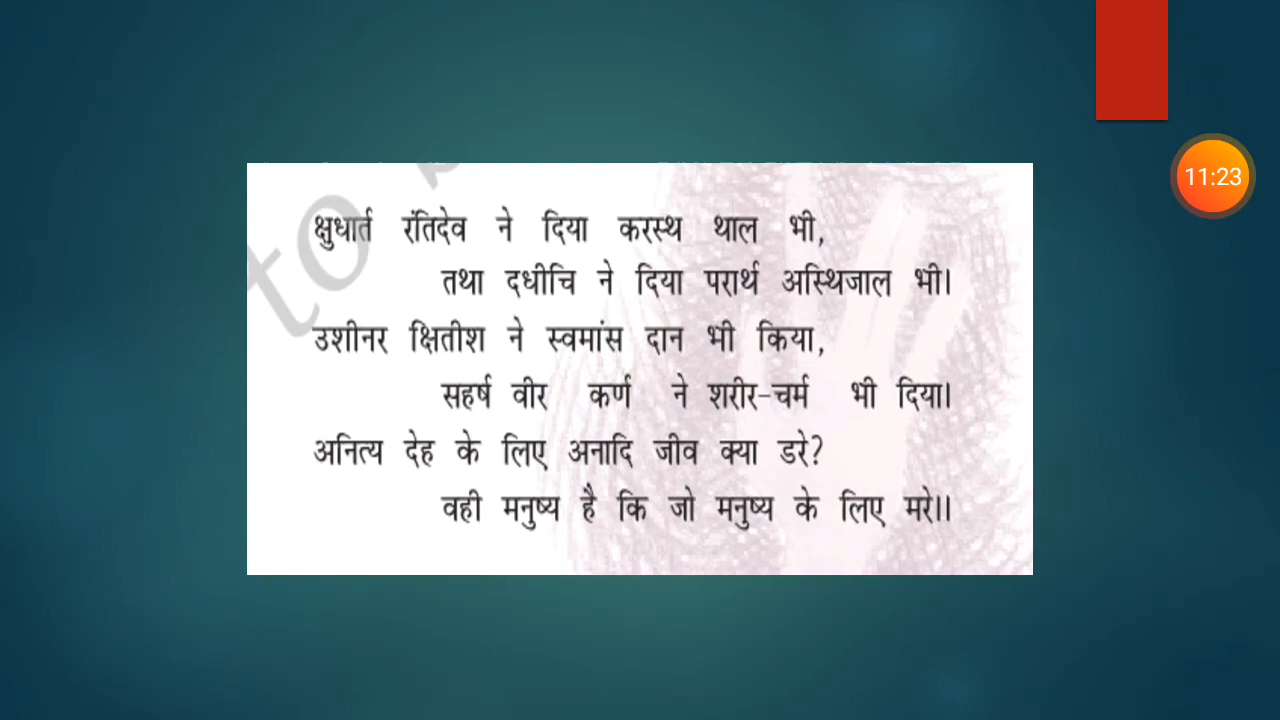 11:23
क्षुधार्त रंतिदेव ने दिया करस्थ थाल भी,
तथा दधीचि ने दिया परार्थ अस्थिजाल भी।
उशीनर क्षितीश ने स्वमांस दान भी किया,
सहर्ष वीर कर्ण ने शरीर-चर्म भी दिया।
अनित्य देह के लिए अनादि जीव क्या डरे?
वही मनुष्य है कि जो मनुष्य के लिए मरे।।
to